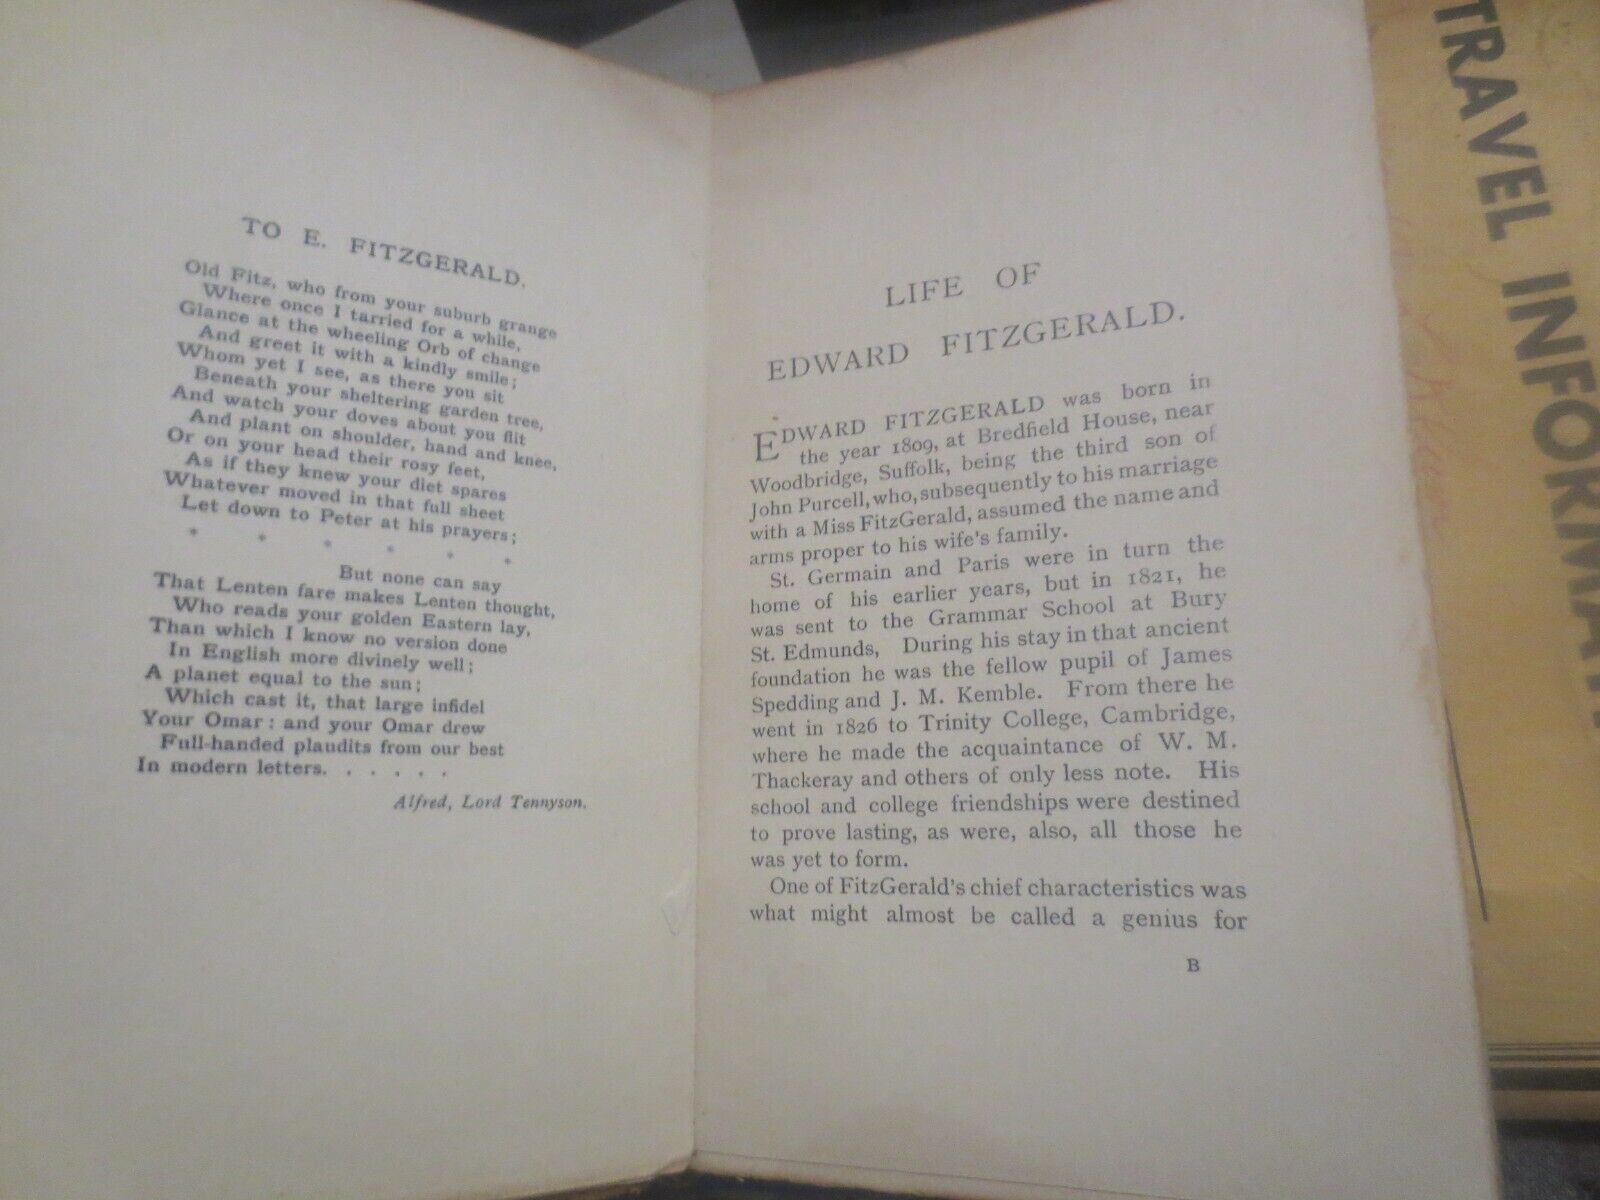 TO E. FITZGERALD.
Old Fitz, who from your suburb grange
Where once I tarried for a while,
Glance at the wheeling Orb of change
And greet it with a kindly smile;
Whom yet I see, as there you sit
Beneath your sheltering garden tree,
And watch your doves about you flit
And plant on shoulder, hand and knee,
Or on your head their rosy feet,
As if they knew your diet spares
Whatever moved in that full sheet
Let down to Peter at his prayers;
* * * * * *
But none can say
That Lenten fare makes Lenten thought,
Who reads your golden Eastern lay,
Than which I know no version done
In English more divinely well;
A planet equal to the sun;
Which cast it, that large infidel
Your Omar: and your Omar drew
Full-handed plaudits from our best
In modern letters. . . . . .
Alfred, Lord Tennyson.
LIFE OF
EDWARD FITZGERALD.
EDWARD FITZGERALD was born in
the year 1809, at Bredfield House, near
Woodbridge, Suffolk, being the third son of
John Purcell, who, subsequently to his marriage
with a Miss FitzGerald, assumed the name and
arms proper to his wife's family.
St. Germain and Paris were in turn the
home of his earlier years, but in 1821, he
was sent to the Grammar School at Bury
St. Edmunds, During his stay in that ancient
foundation he was the fellow pupil of James
Spedding and J. M. Kemble. From there he
went in 1826 to Trinity College, Cambridge,
where he made the acquaintance of W. M.
Thackeray and others of only less note. His
school and college friendships were destined
to prove lasting, as were, also, all those he
was yet to form.
One of FitzGerald's chief characteristics was
what might almost be called a genius for
B
TRAVEL INFORMAT